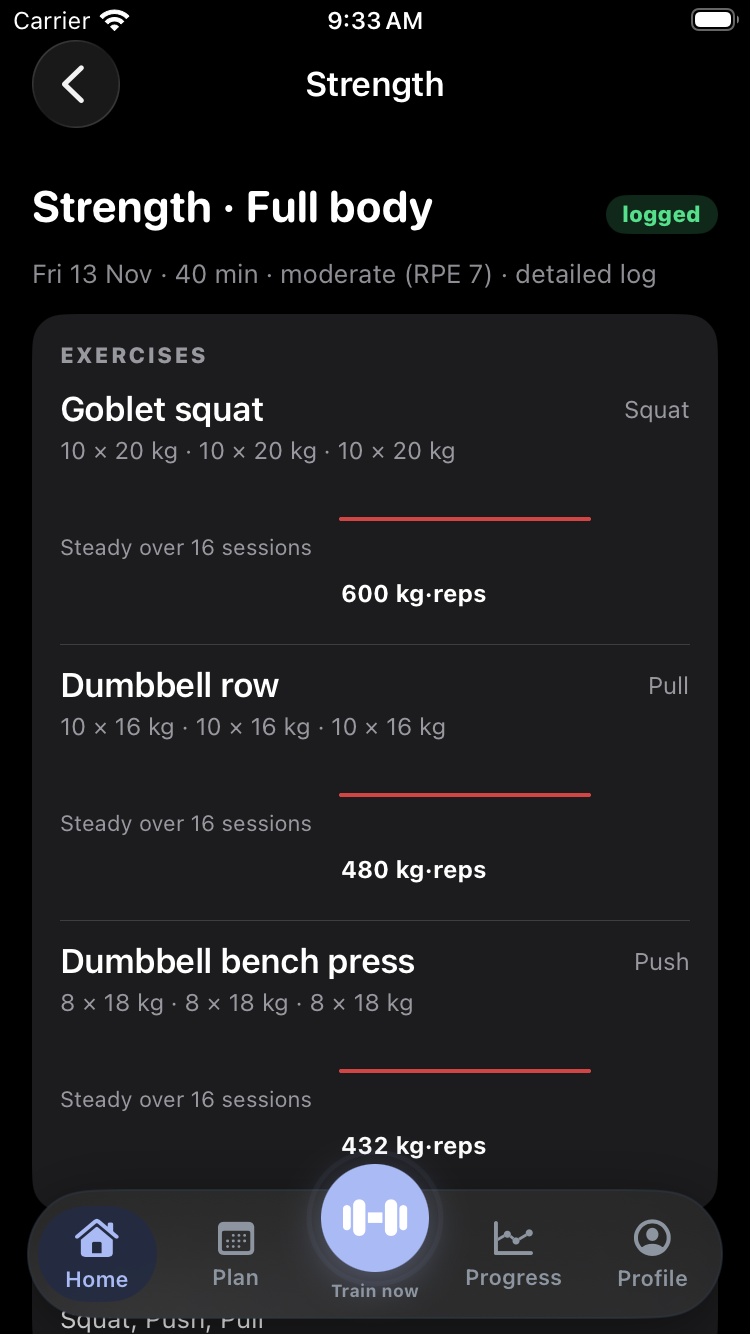 Carrier 9:33 AM
Strength
Strength · Full body
logged
Fri 13 Nov · 40 min · moderate (RPE 7) · detailed log
EXERCISES
Goblet squat
Squat
10 × 20 kg · 10 × 20 kg · 10 × 20 kg
Steady over 16 sessions
600 kg·reps
Dumbbell row
Pull
10 × 16 kg · 10 × 16 kg · 10 × 16 kg
Steady over 16 sessions
480 kg·reps
Dumbbell bench press
Push
8 × 18 kg · 8 × 18 kg · 8 × 18 kg
Steady over 16 sessions
432 kg·reps
Home
Plan
Train now
Progress
Profile
Squat, Push, Pull